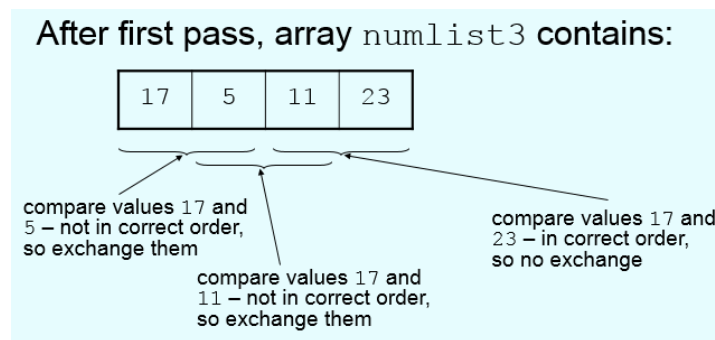 After first pass, array numlist3 contains:
17 5 11 23
compare values 17 and
5 – not in correct order,
so exchange them
compare values 17 and
11 – not in correct order,
so exchange them
compare values 17 and
23 – in correct order,
so no exchange